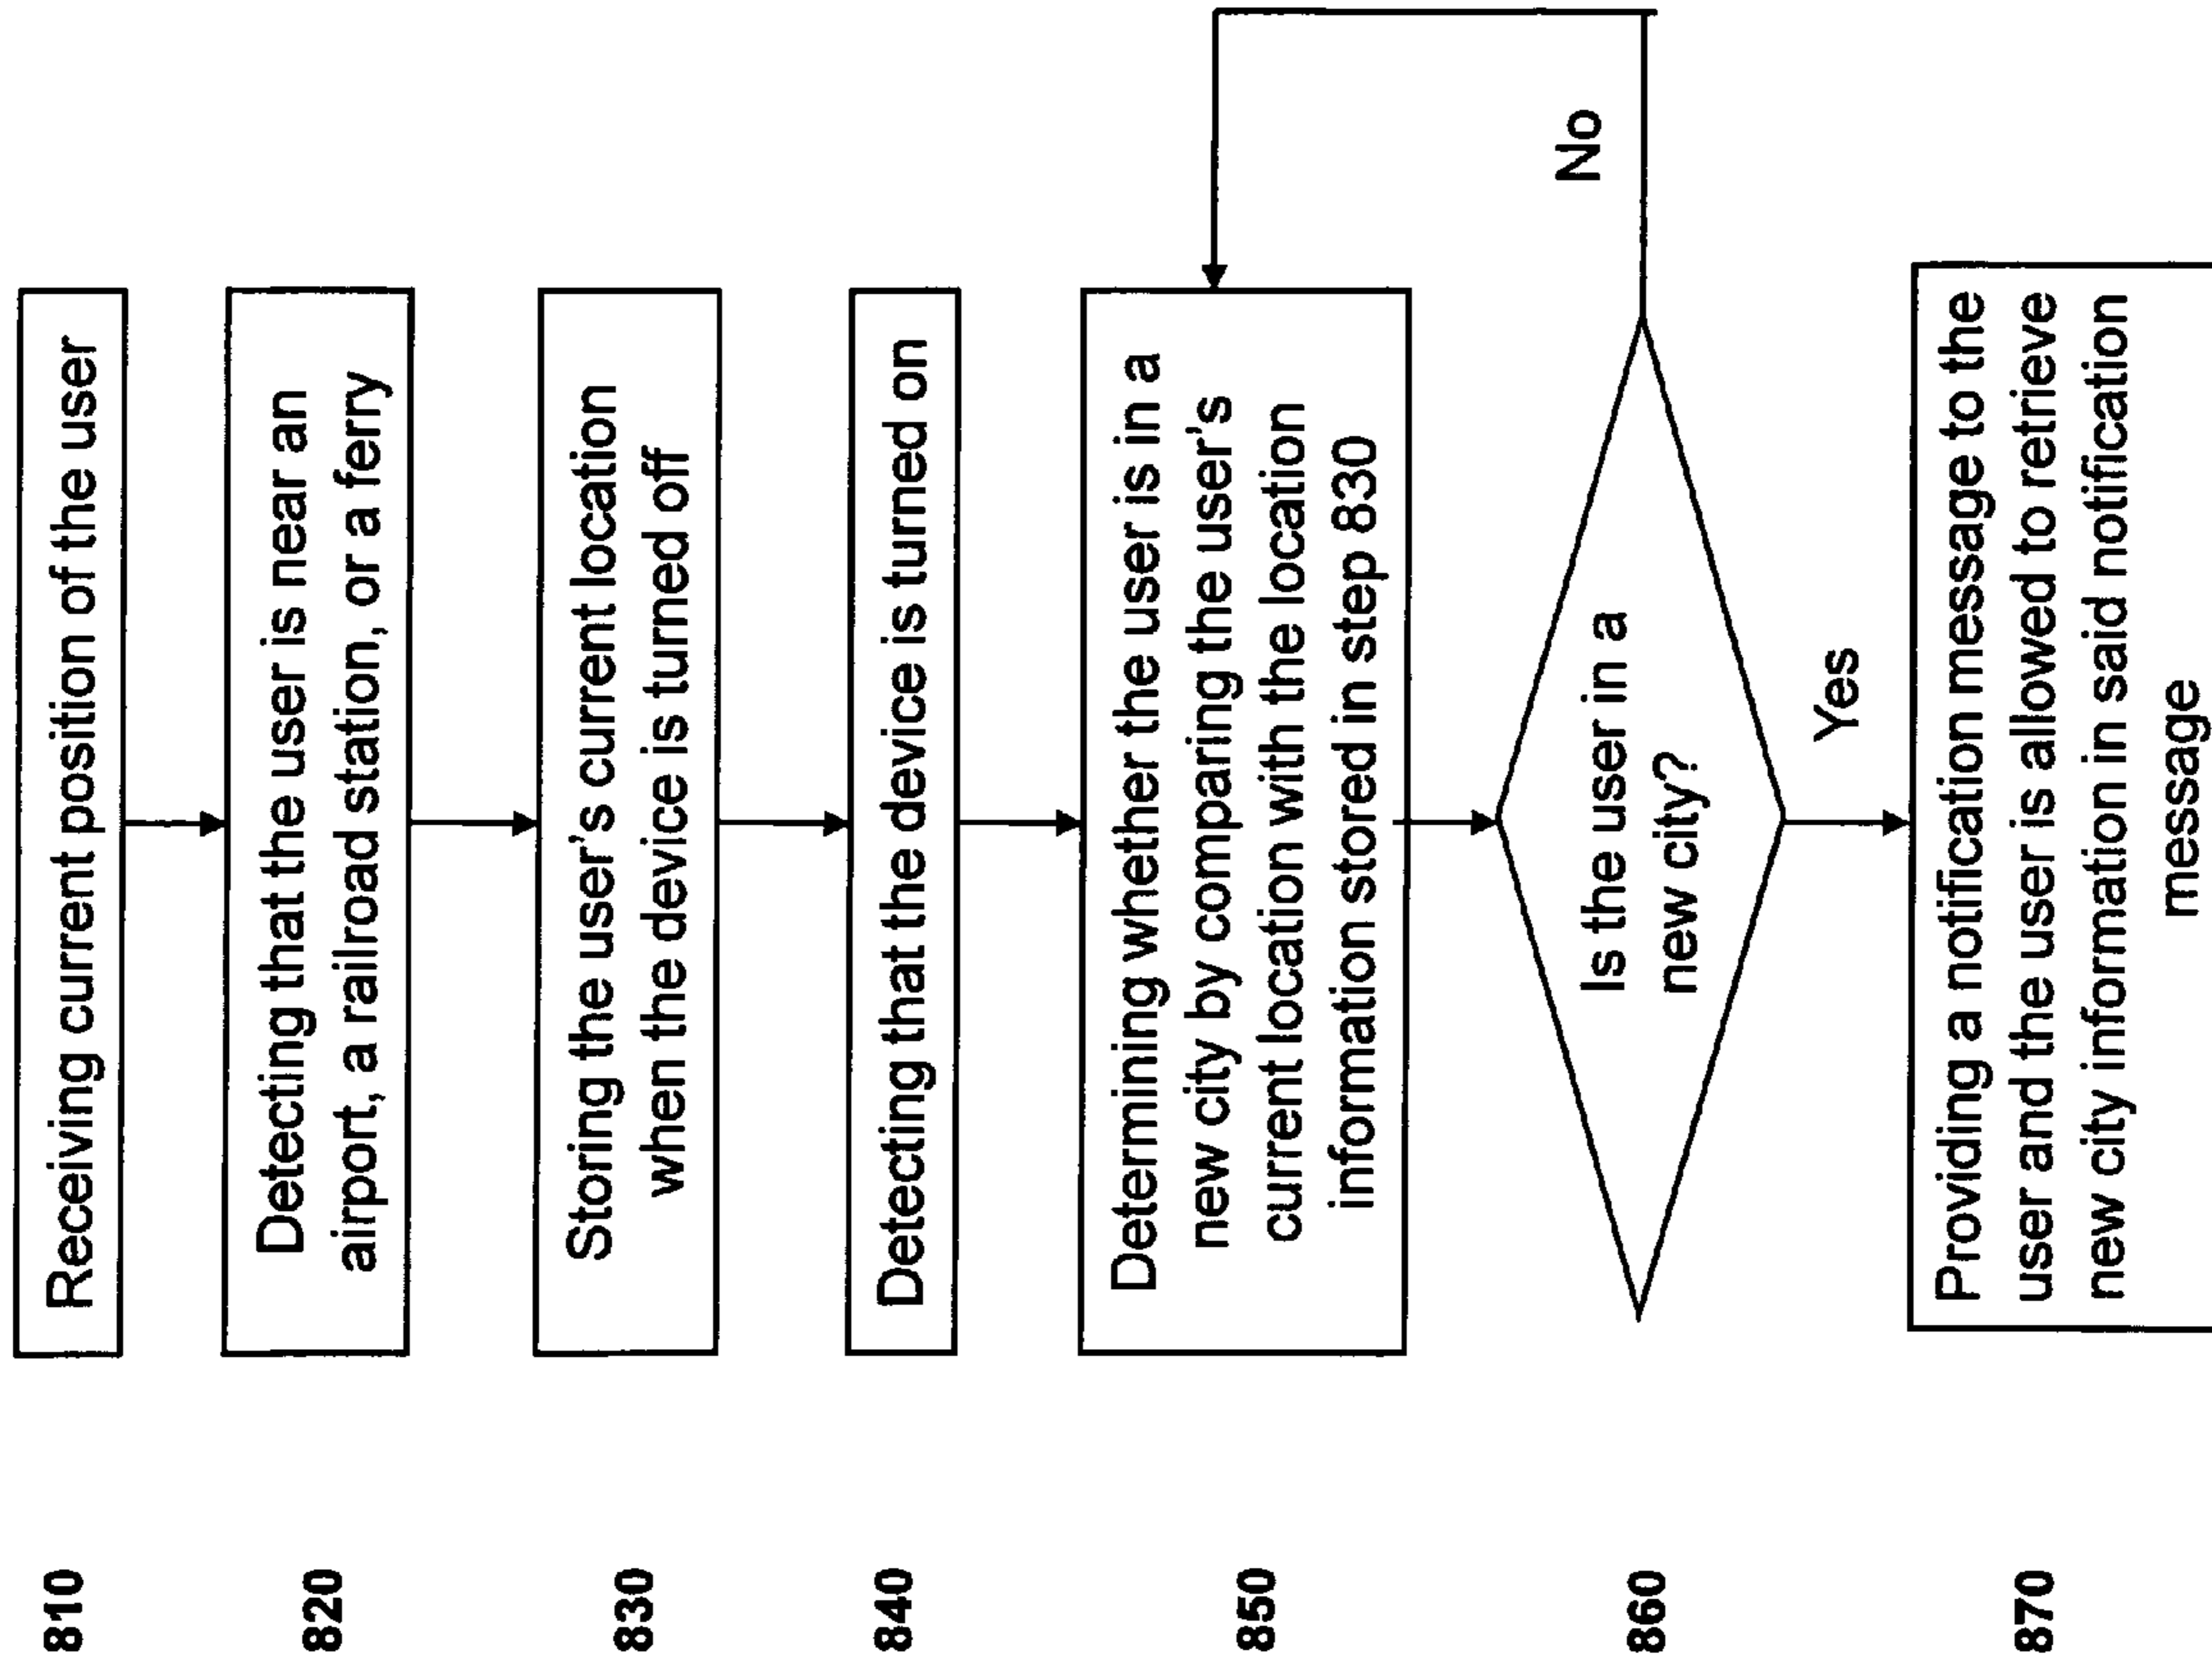 810
Receiving current position of the user
820
Detecting that the user is near an
airport, a railroad station, or a ferry
830
Storing the user's current location
when the device is turned off
840
Detecting that the device is turned on
850
Determining whether the user is in a
new city by comparing the user's
current location with the location
information stored in step 830
860
Is the user in a
new city?
No
Yes
870
Providing a notification message to the
user and the user is allowed to retrieve
new city information in said notification
message